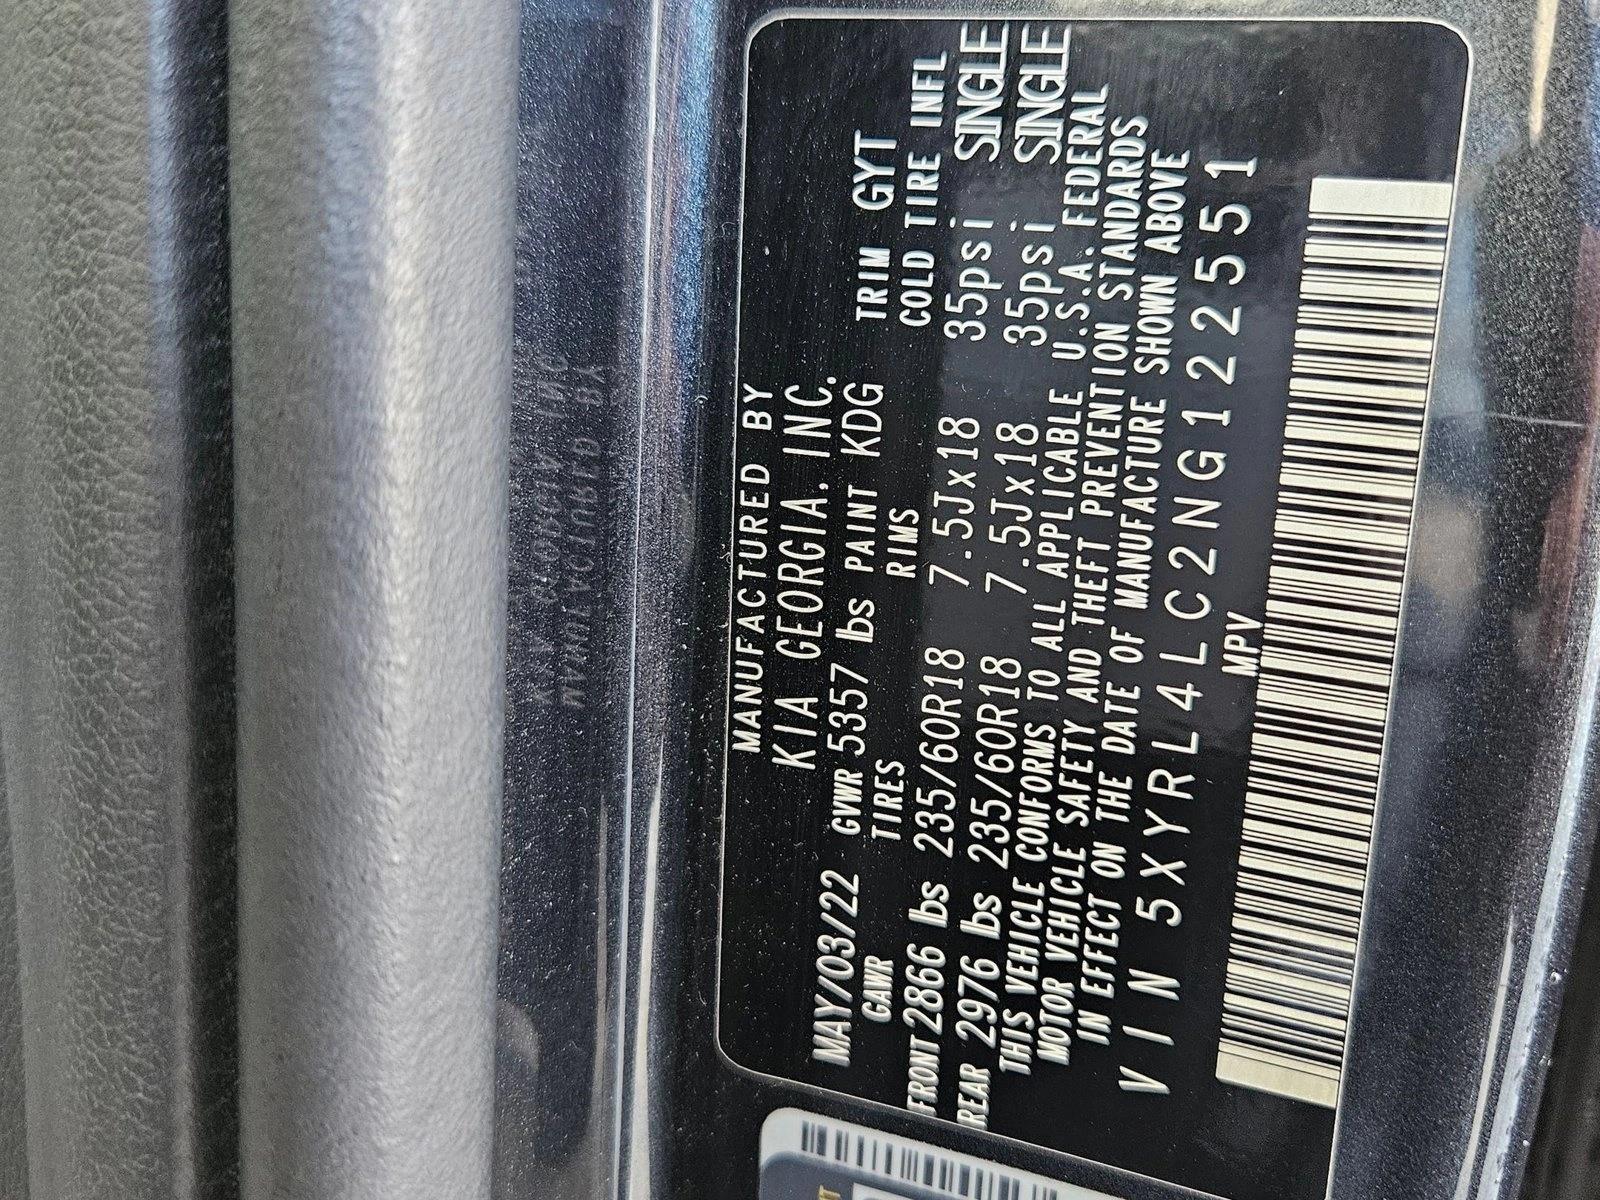 MANUFACTURED BY
KIA GEORGIA, INC.
MAY/03/22 GVWR 5357 lbs PAINT KDG TRIM GYT
GAWR TIRES RIMS COLD TIRE INFL
FRONT 2866 lbs 235/60R18 7.5Jx18 35psi SINGLE
REAR 2976 lbs 235/60R18 7.5Jx18 35psi SINGLE
THIS VEHICLE CONFORMS TO ALL APPLICABLE U.S.A. FEDERAL
MOTOR VEHICLE SAFETY AND THEFT PREVENTION STANDARDS
IN EFFECT ON THE DATE OF MANUFACTURE SHOWN ABOVE
VIN 5XYRL4LC2NG122551
MPV